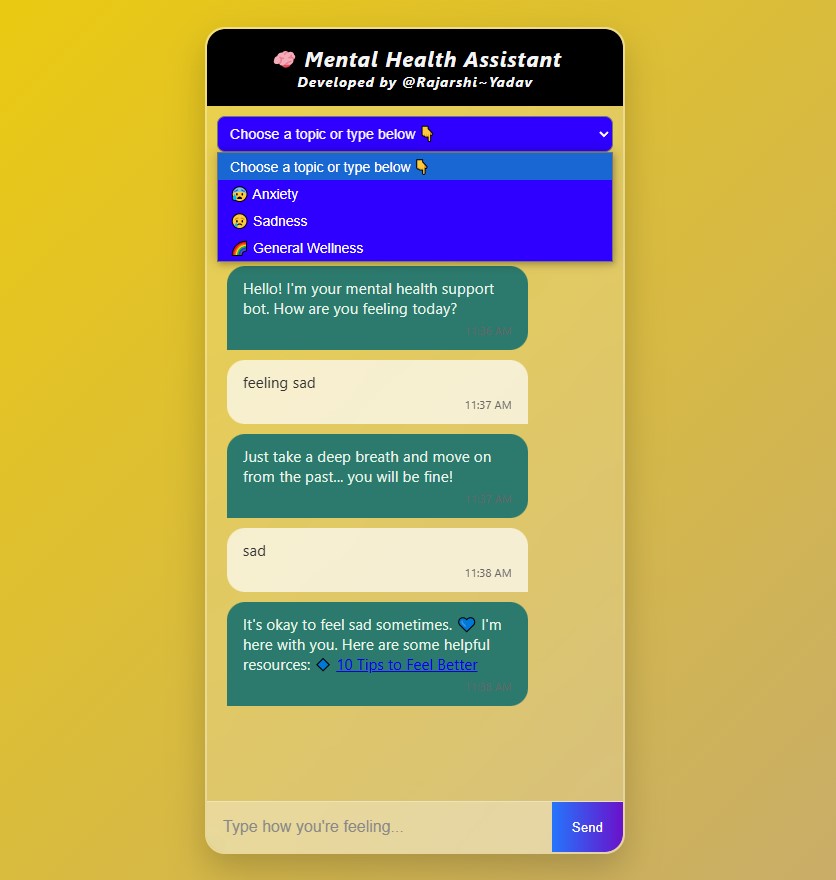 🧠 Mental Health Assistant
Developed by @Rajarshi~Yadav
Choose a topic or type below 👇
Choose a topic or type below 👇
😰 Anxiety
😞 Sadness
🌈 General Wellness
Hello! I'm your mental health support
bot. How are you feeling today?
feeling sad
11:37 AM
Just take a deep breath and move on
from the past... you will be fine!
11:37 AM
sad
11:38 AM
It's okay to feel sad sometimes. 💙 I'm
here with you. Here are some helpful
resources: 🔹 10 Tips to Feel Better
11:38 AM
Type how you're feeling...
Send